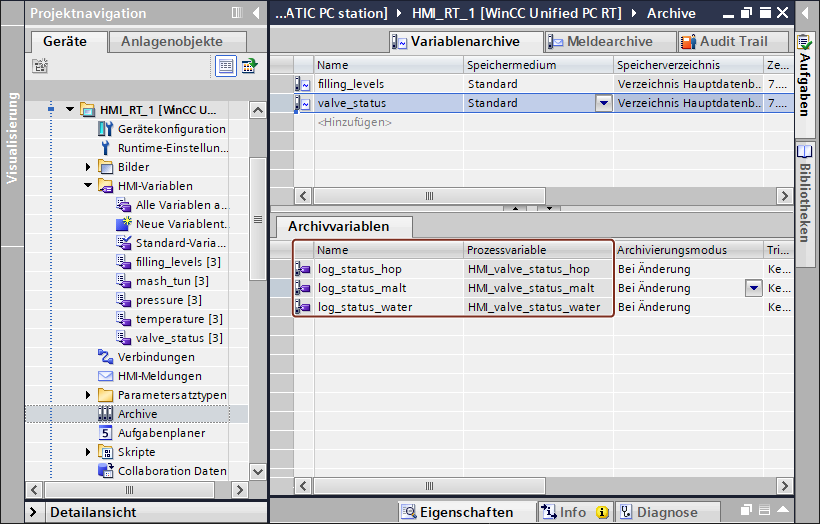 Visualisierung
Projektnavigation
Geräte
Anlagenobjekte
HMI_RT_1 [WinCC U...
Gerätekonfiguration
Runtime-Einstellun...
Bilder
HMI-Variablen
Alle Variablen a...
Neue Variablent...
Standard-Varia...
filling_levels [3]
mash_tun [3]
pressure [3]
temperature [3]
valve_status [3]
Verbindungen
HMI-Meldungen
Parametersatztypen
Archive
Aufgabenplaner
Skripte
Collaboration Daten
Detailansicht
...ATIC PC station] HMI_RT_1 [WinCC Unified PC RT] Archive
Variablenarchive
Meldearchive
Audit Trail
Name Speichermedium Speicherverzeichnis Ze...
filling_levels Standard Verzeichnis Hauptdatenb... 7....
valve_status Standard Verzeichnis Hauptdatenb... 7....
<Hinzufügen>
Archivvariablen
Name Prozessvariable Archivierungsmodus Tri...
log_status_hop HMI_valve_status_hop Bei Änderung Ke...
log_status_malt HMI_valve_status_malt Bei Änderung Ke...
log_status_water HMI_valve_status_water Bei Änderung Ke...
Eigenschaften
Info
Diagnose
Aufgaben
Bibliotheken